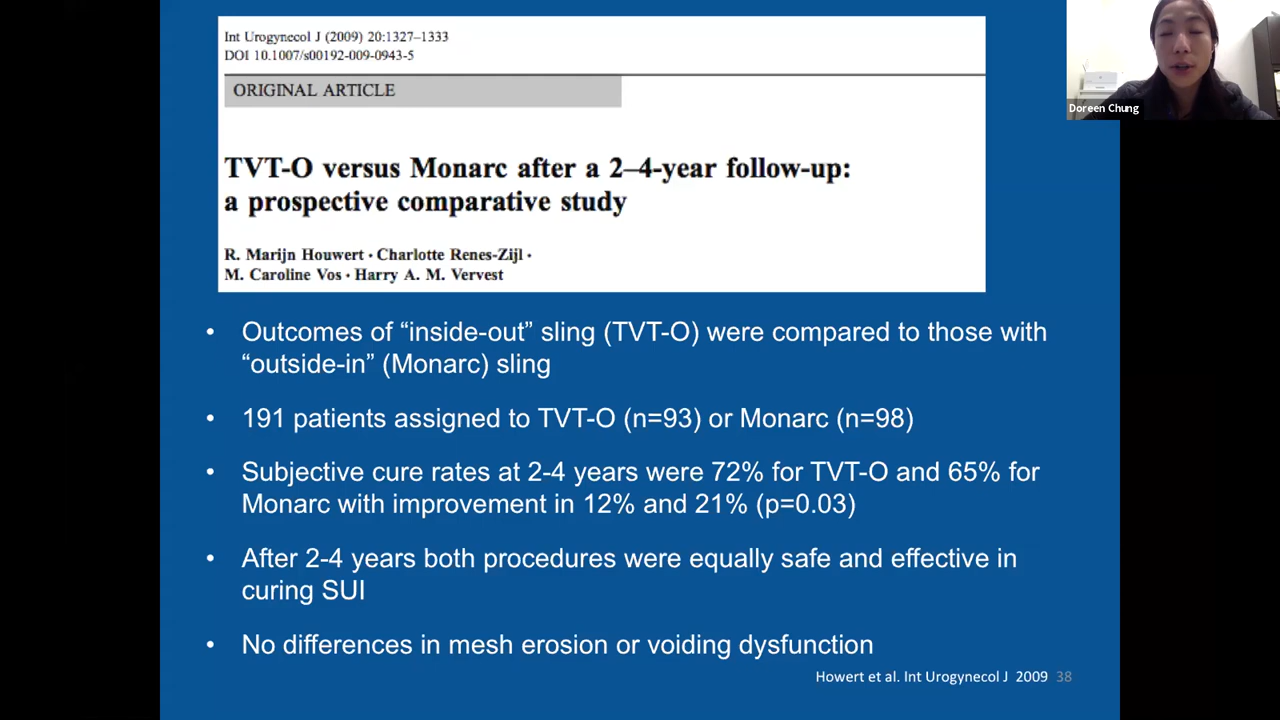 Int Urogynecol J (2009) 20:1327–1333
DOI 10.1007/s00192-009-0943-5
ORIGINAL ARTICLE
TVT-O versus Monarc after a 2–4-year follow-up:
a prospective comparative study
R. Marijn Houwert • Charlotte Renes-Zijl •
M. Caroline Vos • Harry A. M. Vervest
Doreen Chung
• Outcomes of “inside-out” sling (TVT-O) were compared to those with
“outside-in” (Monarc) sling
• 191 patients assigned to TVT-O (n=93) or Monarc (n=98)
• Subjective cure rates at 2-4 years were 72% for TVT-O and 65% for
Monarc with improvement in 12% and 21% (p=0.03)
• After 2-4 years both procedures were equally safe and effective in
curing SUI
• No differences in mesh erosion or voiding dysfunction
Howert et al. Int Urogynecol J 2009 38